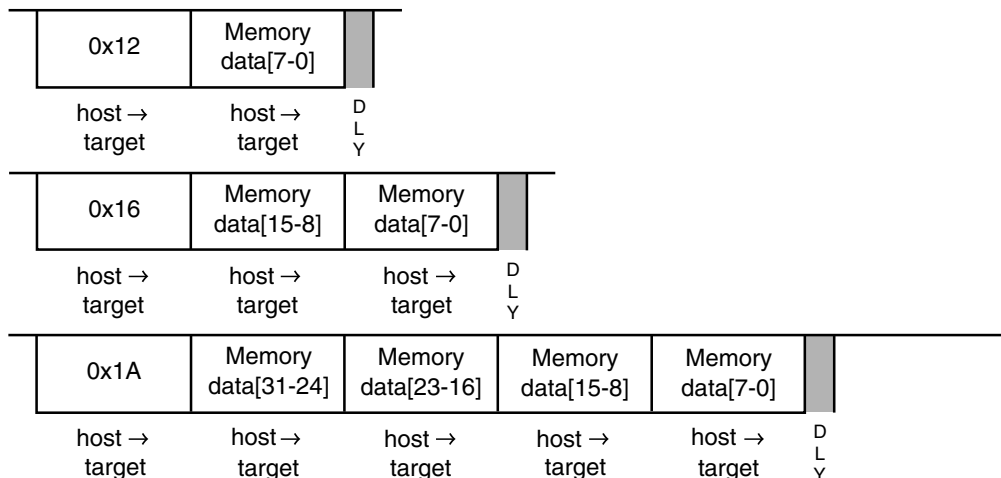 0x12
Memory
data[7-0]
host →
target
host →
target
D
L
Y
0x16
Memory
data[15-8]
Memory
data[7-0]
host →
target
host →
target
host →
target
D
L
Y
0x1A
Memory
data[31-24]
Memory
data[23-16]
Memory
data[15-8]
Memory
data[7-0]
host →
target
host →
target
host →
target
host →
target
host →
target
D
L
Y